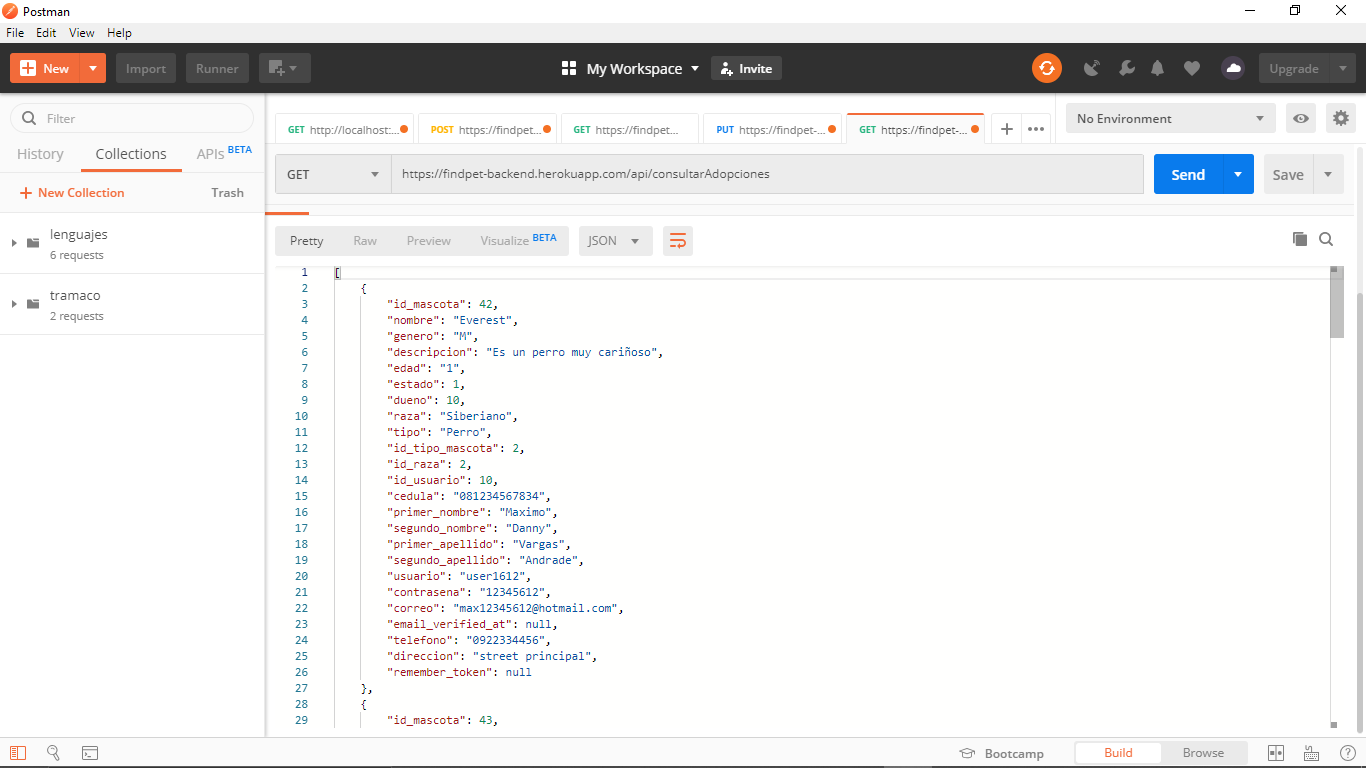 Postman
File Edit View Help
New Import Runner My Workspace Invite Upgrade
Filter
History Collections APIs BETA
New Collection Trash
lenguajes
6 requests
tramaco
2 requests
GET http://localhost:... POST https://findpet... GET https://findpet... PUT https://findpet-... GET https://findpet-... No Environment
GET https://findpet-backend.herokuapp.com/api/consultarAdopciones Send Save
Pretty Raw Preview Visualize BETA JSON
1 [
2 {
3 "id_mascota": 42,
4 "nombre": "Everest",
5 "genero": "M",
6 "descripcion": "Es un perro muy cariñoso",
7 "edad": "1",
8 "estado": 1,
9 "dueno": 10,
10 "raza": "Siberiano",
11 "tipo": "Perro",
12 "id_tipo_mascota": 2,
13 "id_raza": 2,
14 "id_usuario": 10,
15 "cedula": "081234567834",
16 "primer_nombre": "Maximo",
17 "segundo_nombre": "Danny",
18 "primer_apellido": "Vargas",
19 "segundo_apellido": "Andrade",
20 "usuario": "user1612",
21 "contrasena": "12345612",
22 "correo": "max12345612@hotmail.com",
23 "email_verified_at": null,
24 "telefono": "0922334456",
25 "direccion": "street principal",
26 "remember_token": null
27 },
28 {
29 "id_mascota": 43,
Bootcamp Build Browse